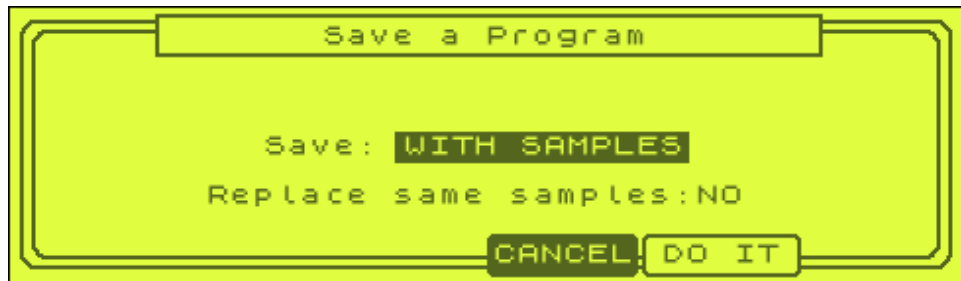 Save a Program
Save: WITH SAMPLES
Replace same samples:NO
CANCEL DO IT